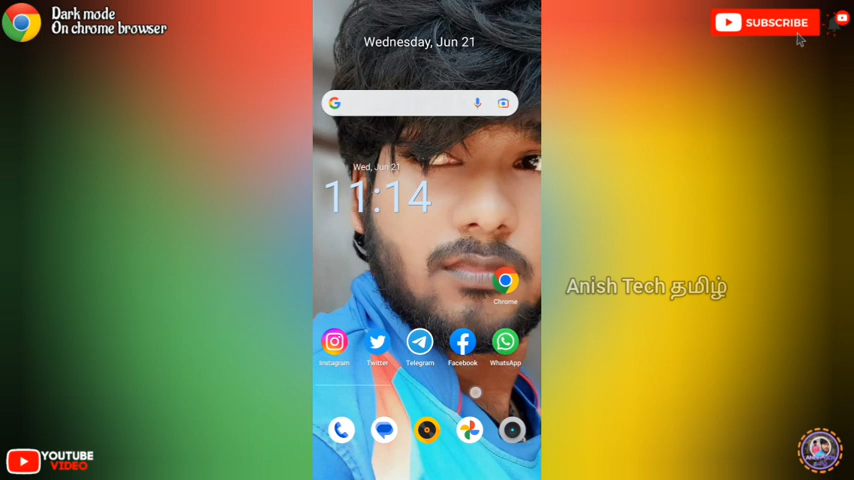 Dark mode
On chrome browser
SUBSCRIBE
Wednesday, Jun 21
Wed, Jun 21
11:14
Chrome
Anish Tech தமிழ்
Instagram
Twitter
Telegram
Facebook
WhatsApp
YOUTUBE
VIDEO